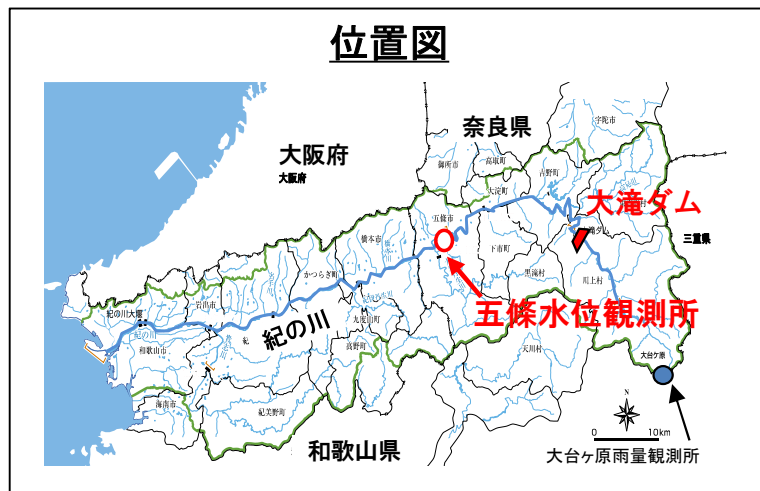 位置図
宇陀市
奈良県
大阪府
大阪府
御所市
高取町
吉野町
大淀町
大滝ダム
五條市
三重県
橋本市
下市町
かつらぎ町
黒滝村
川上村
五條水位観測所
岩出市
九度山町
紀の川大堰
紀の川
紀の川
和歌山市
高野町
天川村
大台ケ原
海南市
紀美野町
N
0 10km
和歌山県
大台ヶ原雨量観測所